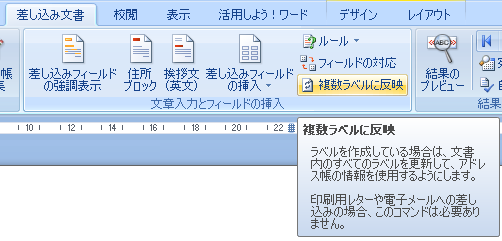 差し込み文書 校閲 表示 活用しよう！ワード デザイン レイアウト
差し込みフィールドの強調表示
住所ブロック
挨拶文(英文)
差し込みフィールドの挿入
ルール
フィールドの対応
複数ラベルに反映
ABC
結果のプレビュー
文章入力とフィールドの挿入
結果
10 12 14 16 18 20 22
複数ラベルに反映
ラベルを作成している場合は、文書
内のすべてのラベルを更新して、アドレ
ス帳の情報を使用するようにします。
印刷用レターや電子メールへの差し
込みの場合、このコマンドは必要あり
ません。